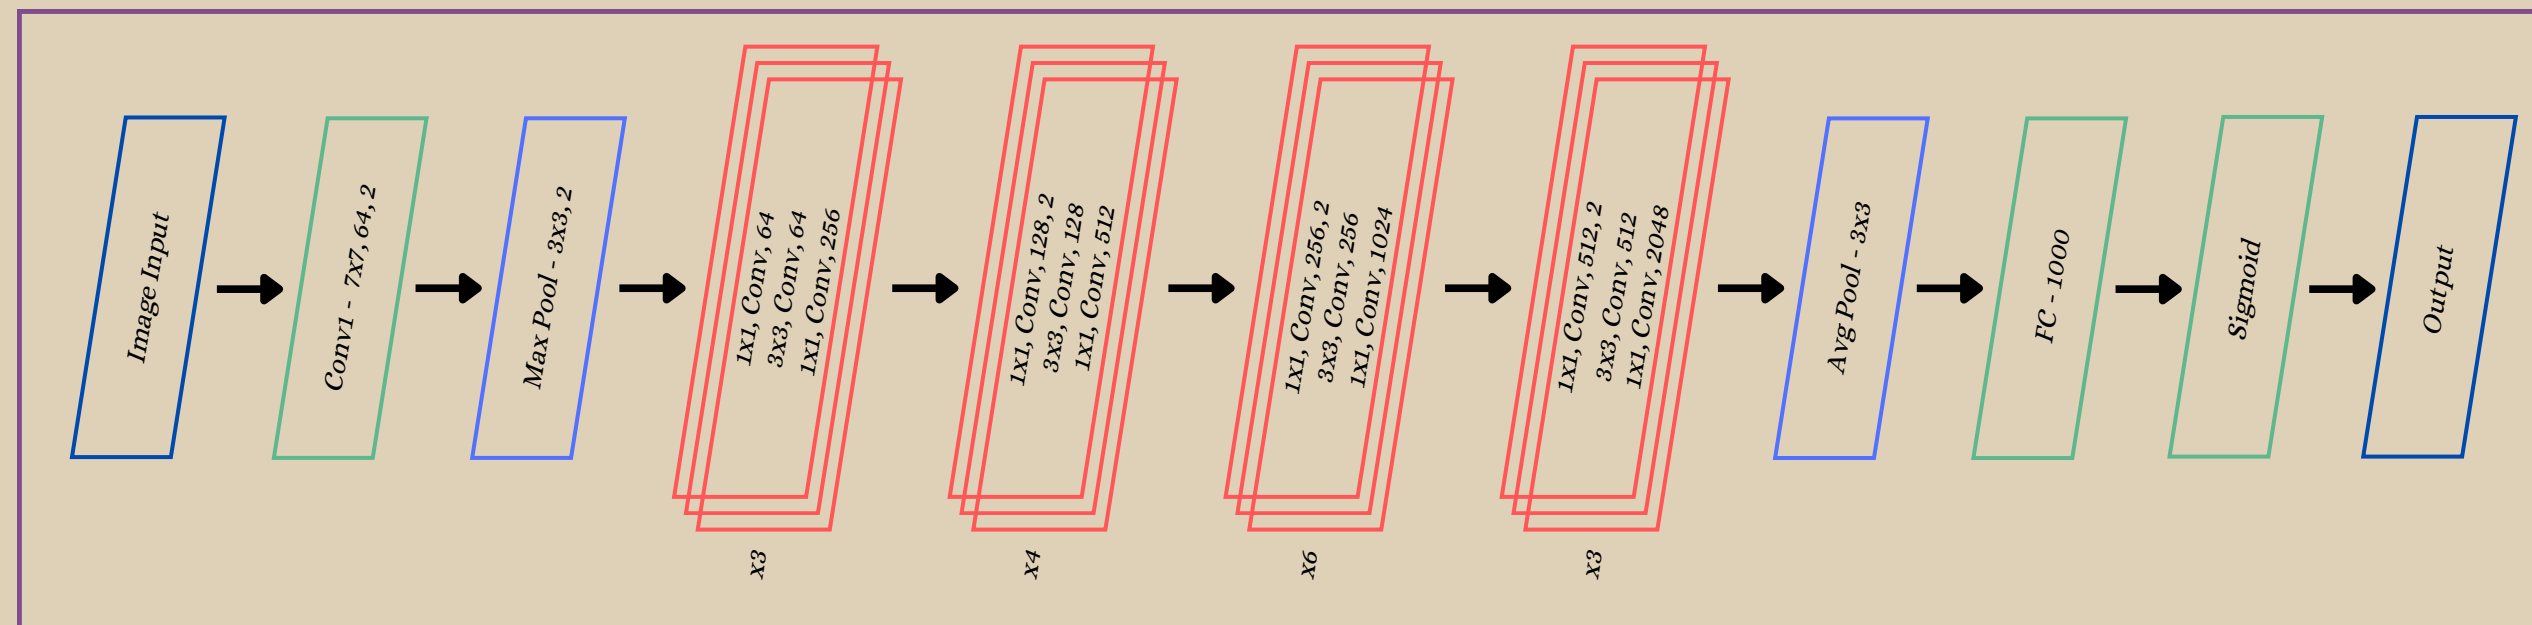 Image Input
Conv1 - 7x7, 64, 2
Max Pool - 3x3, 2
1x1, Conv, 64
3x3, Conv, 64
1x1, Conv, 256
x3
1x1, Conv, 128, 2
3x3, Conv, 128
1x1, Conv, 512
x4
1x1, Conv, 256, 2
3x3, Conv, 256
1x1, Conv, 1024
x6
1x1, Conv, 512, 2
3x3, Conv, 512
1x1, Conv, 2048
x3
Avg Pool - 3x3
FC - 1000
Sigmoid
Output